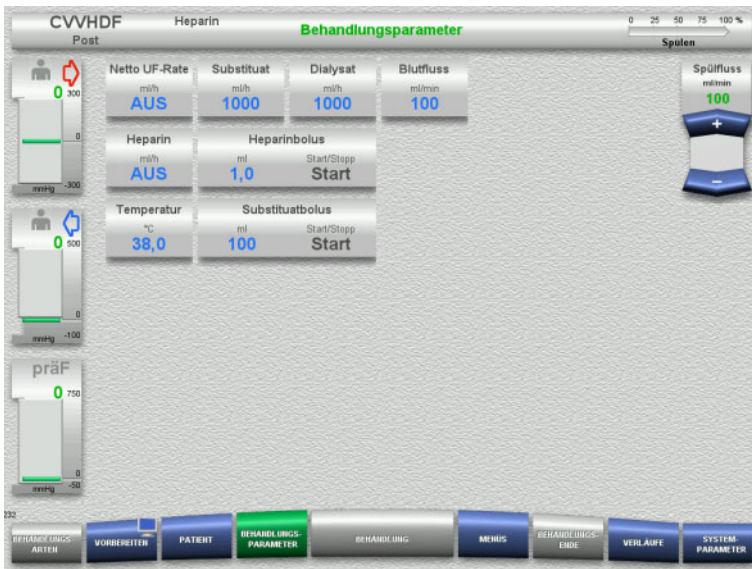 CVVHDF Heparin
Post
Behandlungsparameter
0 25 50 75 100 %
Spülen
0 300
0
mmHg -300
Netto UF-Rate Substituat Dialysat Blutfluss
ml/h ml/h ml/h ml/min
AUS 1000 1000 100
Spülfluss
ml/min
100
+
−
Heparin Heparinbolus
ml/h ml Start/Stopp
AUS 1,0 Start
Temperatur Substituatbolus
°C ml Start/Stopp
38,0 100 Start
0 500
0
mmHg -100
präF
0 750
0
mmHg -50
232
BEHANDLUNGS-
ARTEN
VORBEREITEN
PATIENT
BEHANDLUNGS-
PARAMETER
BEHANDLUNG
MENÜS
BEHANDLUNGS-
ENDE
VERLÄUFE
SYSTEM-
PARAMETER